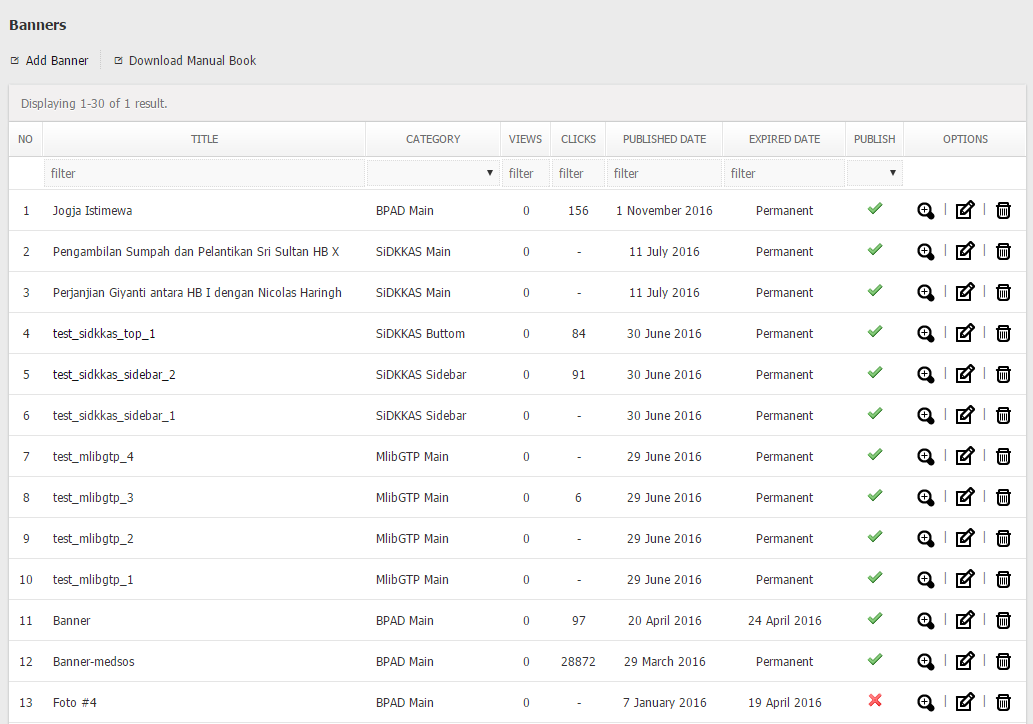 Banners
Add Banner Download Manual Book
Displaying 1-30 of 1 result.
NO TITLE CATEGORY VIEWS CLICKS PUBLISHED DATE EXPIRED DATE PUBLISH OPTIONS
filter filter filter filter filter
1 Jogja Istimewa BPAD Main 0 156 1 November 2016 Permanent | |
2 Pengambilan Sumpah dan Pelantikan Sri Sultan HB X SiDKKAS Main 0 - 11 July 2016 Permanent | |
3 Perjanjian Giyanti antara HB I dengan Nicolas Haringh SiDKKAS Main 0 - 11 July 2016 Permanent | |
4 test_sidkkas_top_1 SiDKKAS Buttom 0 84 30 June 2016 Permanent | |
5 test_sidkkas_sidebar_2 SiDKKAS Sidebar 0 91 30 June 2016 Permanent | |
6 test_sidkkas_sidebar_1 SiDKKAS Sidebar 0 - 30 June 2016 Permanent | |
7 test_mlibgtp_4 MlibGTP Main 0 - 29 June 2016 Permanent | |
8 test_mlibgtp_3 MlibGTP Main 0 6 29 June 2016 Permanent | |
9 test_mlibgtp_2 MlibGTP Main 0 - 29 June 2016 Permanent | |
10 test_mlibgtp_1 MlibGTP Main 0 - 29 June 2016 Permanent | |
11 Banner BPAD Main 0 97 20 April 2016 24 April 2016 | |
12 Banner-medsos BPAD Main 0 28872 29 March 2016 Permanent | |
13 Foto #4 BPAD Main 0 - 7 January 2016 19 April 2016 | |